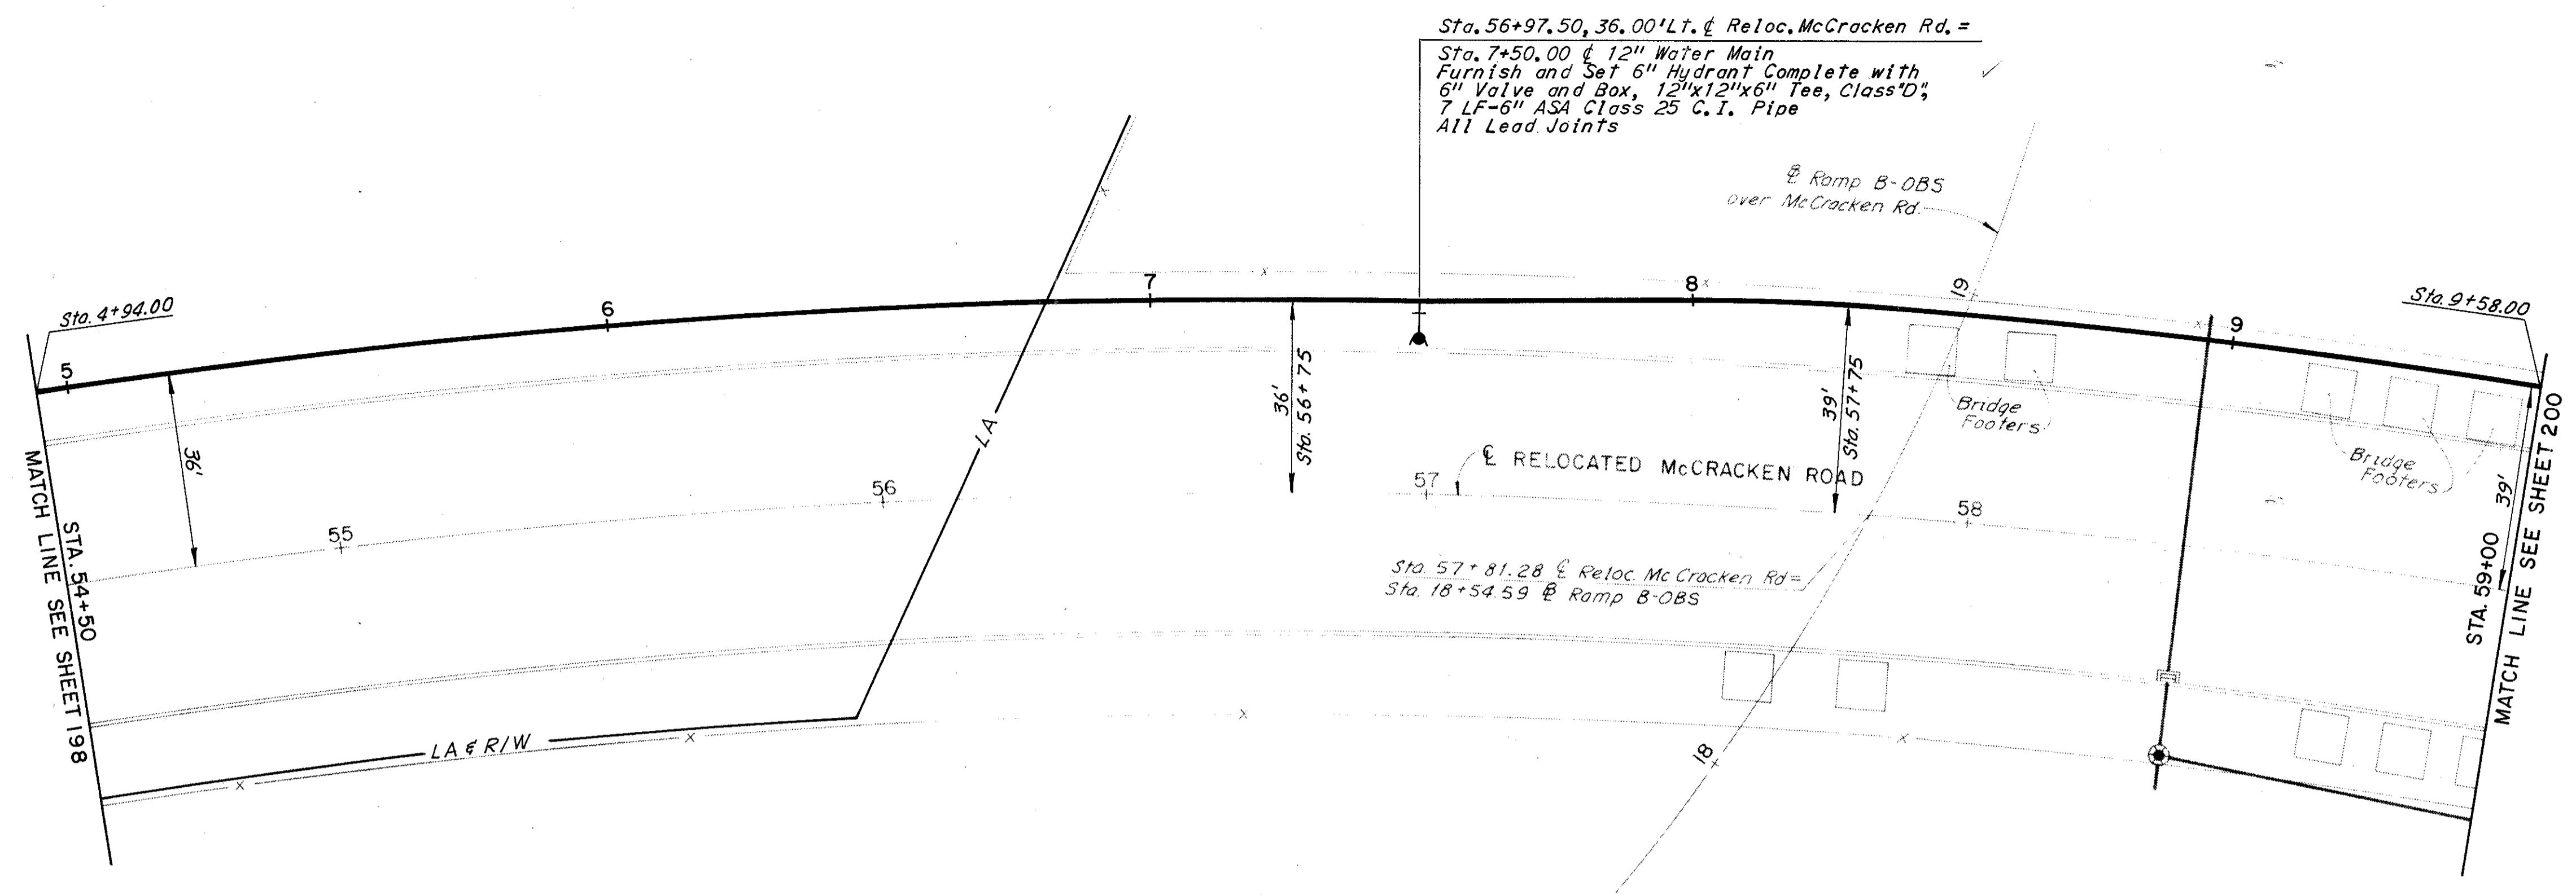 Sta. 56+97.50, 36.00' Lt. ℄ Reloc. McCracken Rd. =
Sta. 7+50.00 ℄ 12" Water Main
Furnish and Set 6" Hydrant Complete with
6" Valve and Box, 12"x12"x6" Tee, Class "D",
7 LF-6" ASA Class 25 C.I. Pipe
All Lead Joints
℄ Ramp B-OBS
over McCracken Rd.
Sta. 4+94.00
5
6
7
8
19
9
Sta. 9+58.00
36'
36'
Sta. 56+75
39'
Sta. 57+75
Bridge
Footers
Bridge
Footers
LA
℄ RELOCATED McCRACKEN ROAD
55
56
57
58
39'
Sta. 57+81.28 ℄ Reloc. McCracken Rd=
Sta. 18+54.59 ℄ Ramp B-OBS
STA. 54+50
MATCH LINE SEE SHEET 198
STA. 59+00
MATCH LINE SEE SHEET 200
LA & R/W
18